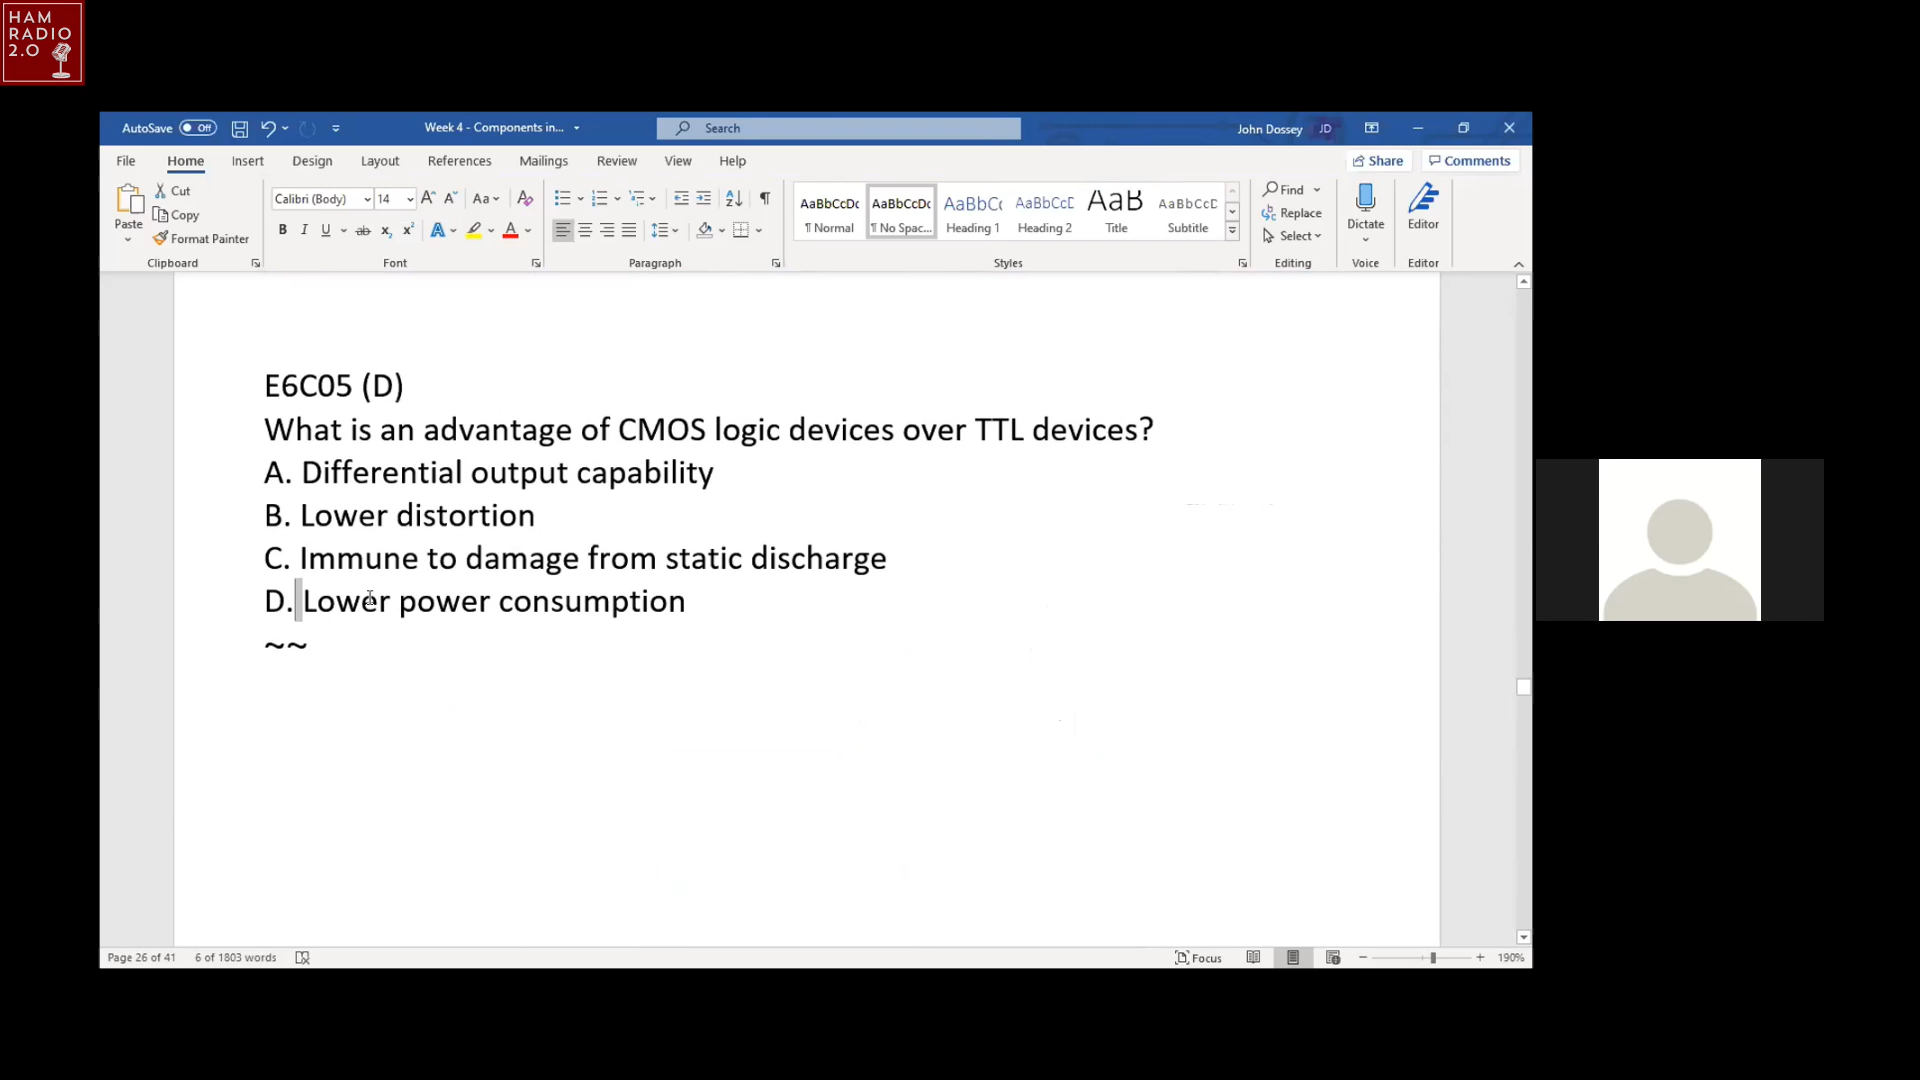 HAM
RADIO
2.0
AutoSave Off
Week 4 - Components in...
Search
John Dossey JD
File Home Insert Design Layout References Mailings Review View Help
Share Comments
Paste
Cut
Copy
Format Painter
Clipboard
Calibri (Body) 14
Font
Paragraph
AaBbCcDc AaBbCcDc AaBbCc AaBbCcD AaB AaBbCcD
¶ Normal ¶ No Spac... Heading 1 Heading 2 Title Subtitle
Styles
Find
Replace
Select
Editing
Dictate
Voice
Editor
Editor
E6C05 (D)
What is an advantage of CMOS logic devices over TTL devices?
A. Differential output capability
B. Lower distortion
C. Immune to damage from static discharge
D. Lower power consumption
~~
Page 26 of 41 6 of 1803 words
Focus
190%